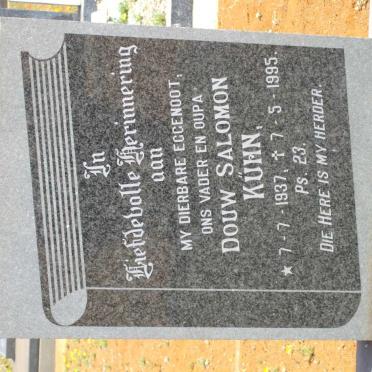 In
Liefdevolle Herinnering
aan
MY DIERBARE EGGENOOT,
ONS VADER EN OUPA
DOUW SALOMON
KÜHN,
★ 7 · 7 · 1937, ✝ 7 · 5 · 1995.
Ps. 23.
DIE HERE IS MY HERDER.